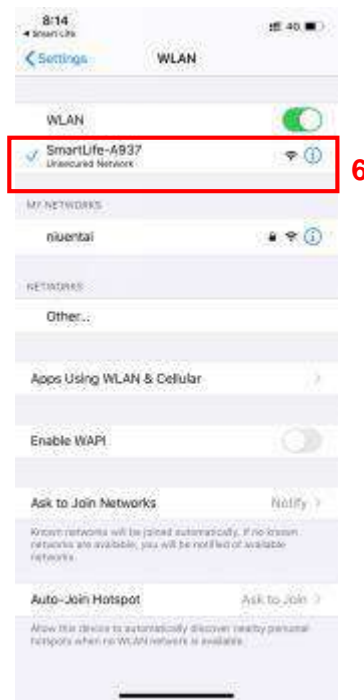 8:14
4G
Smart Life
Settings
WLAN
WLAN
SmartLife-A937
Unsecured Network
6
MY NETWORKS
niuentai
NETWORKS
Other...
Apps Using WLAN & Cellular
Enable WAPI
Ask to Join Networks
Notify
Known networks will be joined automatically. If no known
networks are available, you will be notified of available
networks.
Auto-Join Hotspot
Ask to Join
Allow this device to automatically discover nearby personal
hotspots when no WLAN network is available.